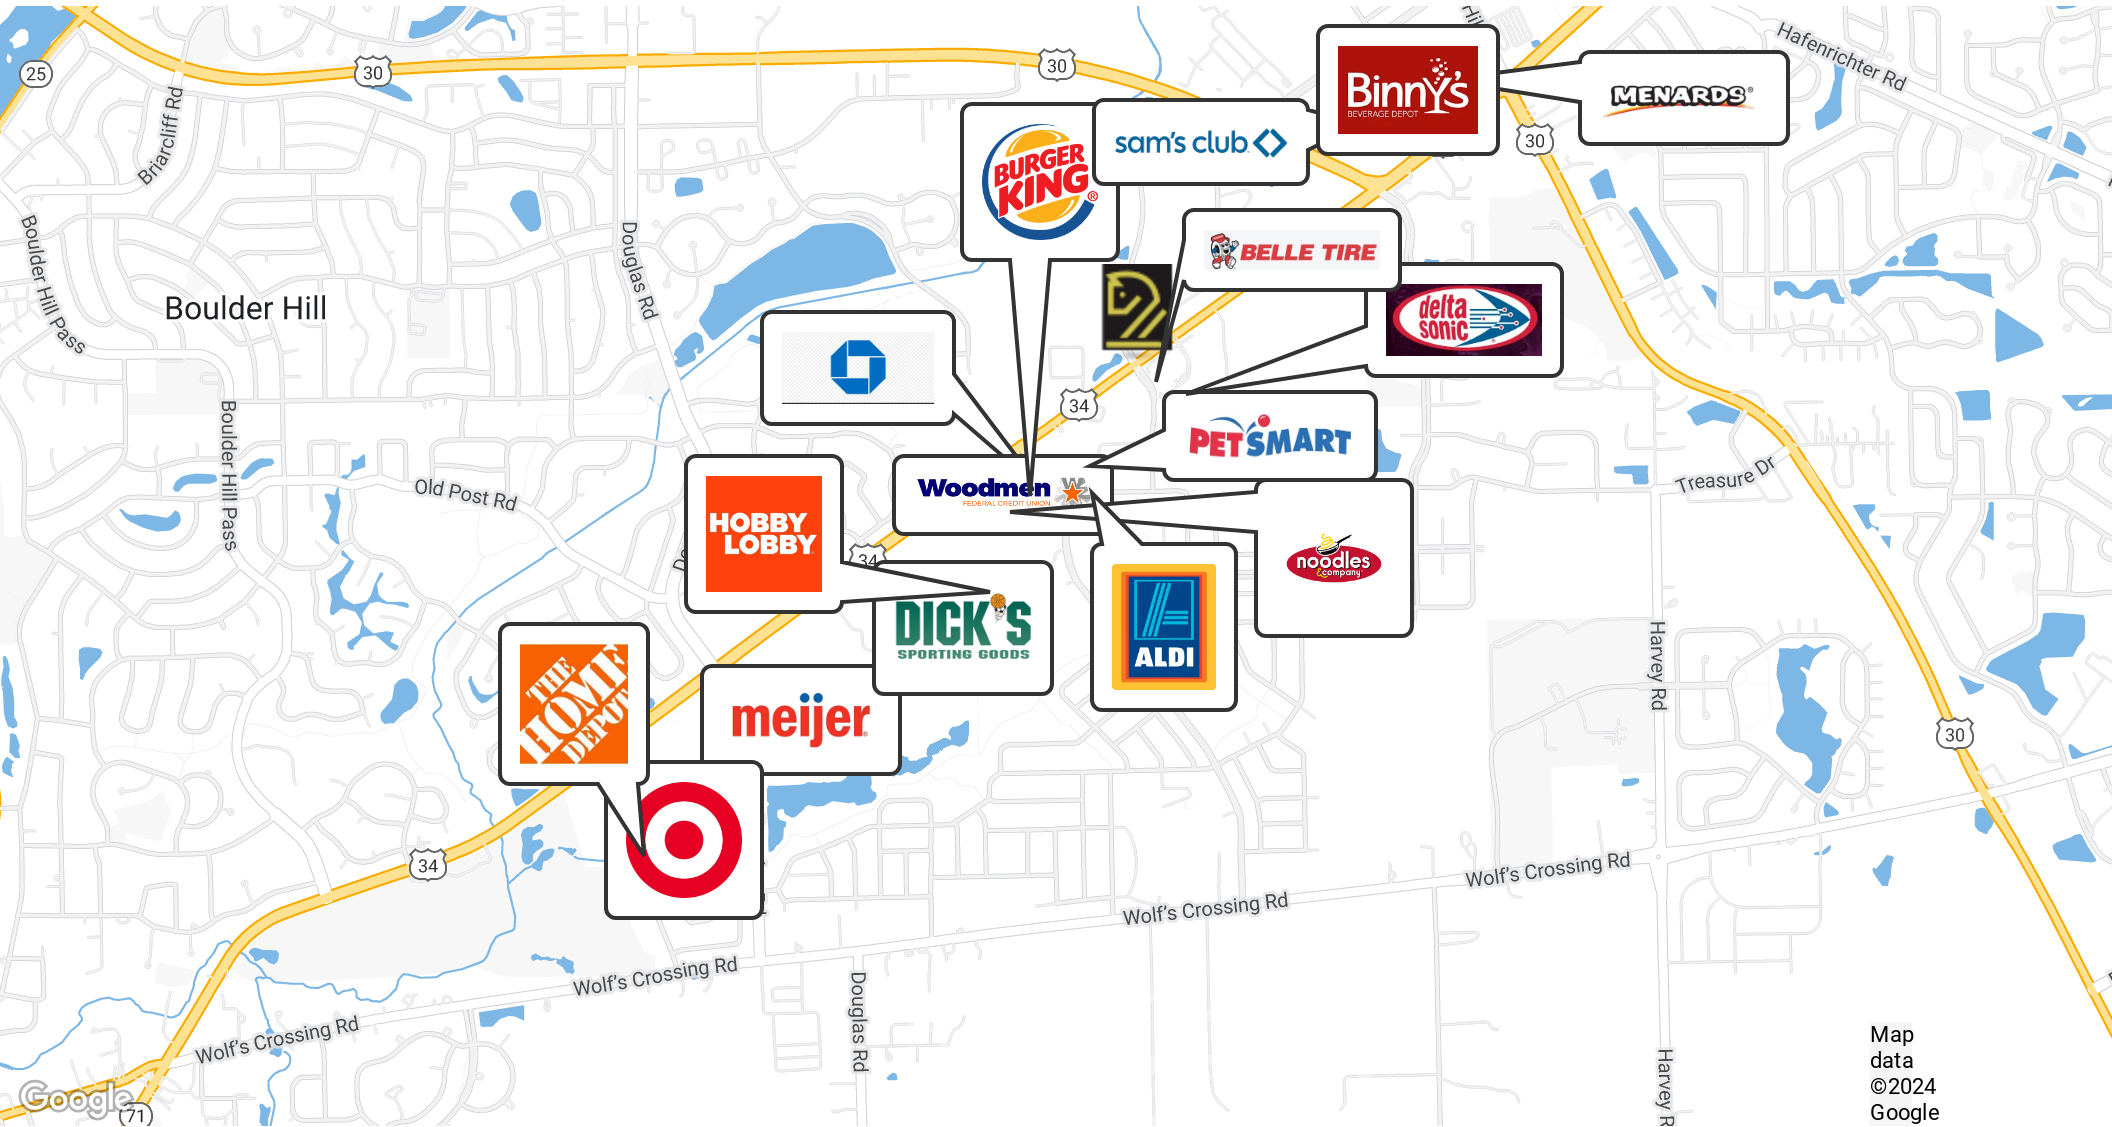 25
30
30
30
Hafenrichter Rd
Briarcliff Rd
BURGER
KING
®
sam's club
BinnY's
BEVERAGE DEPOT
MENARDS®
Boulder Hill Pass
Boulder Hill
Douglas Rd
BELLE TIRE
delta
sonic
34
PETSMART
Boulder Hill Pass
Old Post Rd
Woodmen
FEDERAL CREDIT UNION
W
Treasure Dr
HOBBY
LOBBY
34
noodles
&company
DICK'S
SPORTING GOODS
ALDI
THE
HOME
DEPOT
meijer
Harvey Rd
30
34
Wolf's Crossing Rd
Wolf's Crossing Rd
Wolf's Crossing Rd
Wolf's Crossing Rd
Douglas Rd
Harvey R
Google
71
Map
data
©2024
Google